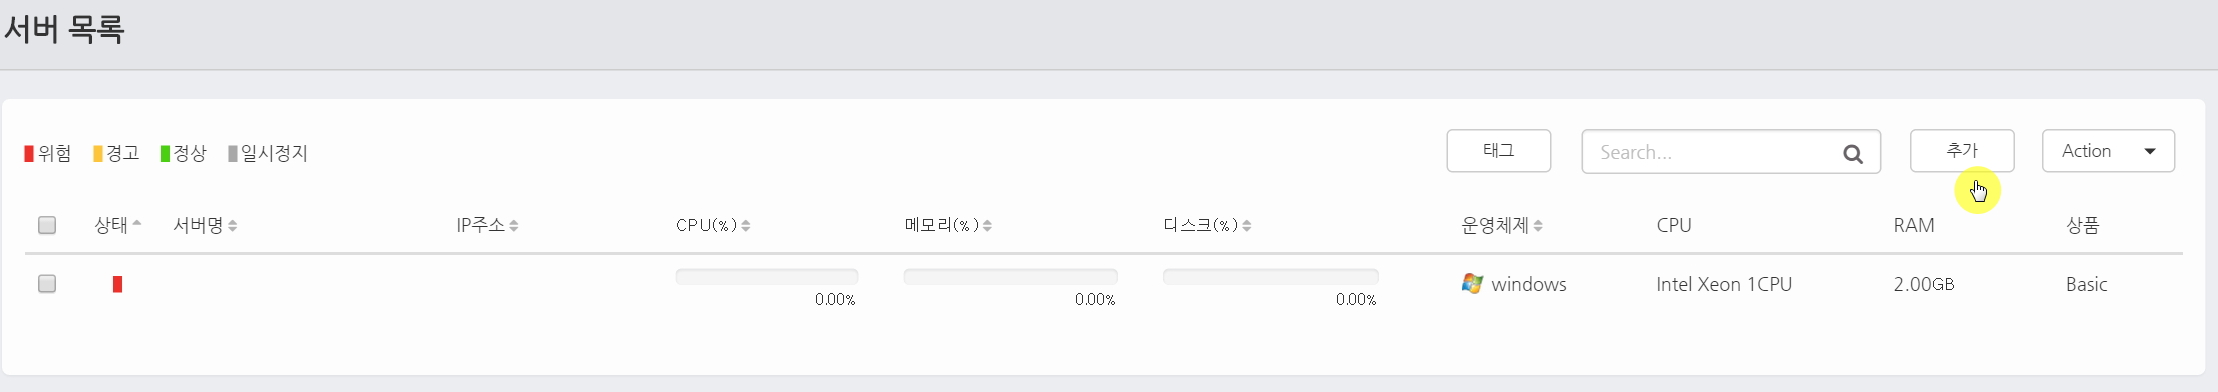 서버 목록
위험 경고 정상 일시정지 태그 Search... 추가 Action
상태 서버명 IP주소 CPU(%) 메모리(%) 디스크(%) 운영체제 CPU RAM 상품
windows Intel Xeon 1CPU 2.00GB Basic
0.00% 0.00% 0.00%